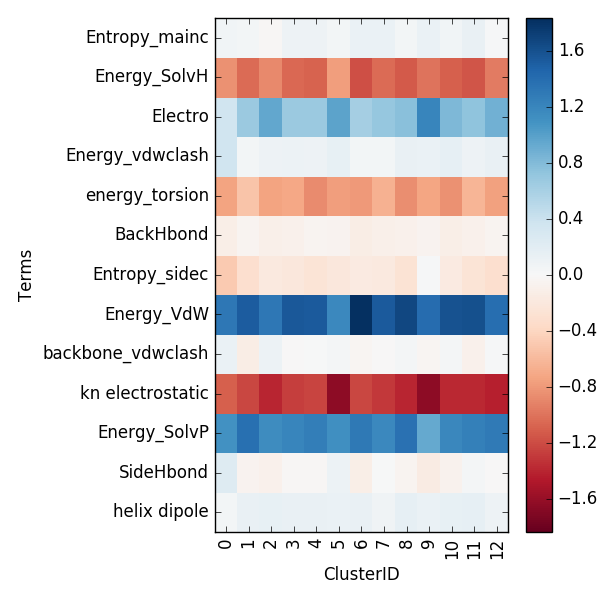 Entropy_mainc
Energy_SolvH
Electro
Energy_vdwclash
energy_torsion
BackHbond
Entropy_sidec
Energy_VdW
backbone_vdwclash
kn electrostatic
Energy_SolvP
SideHbond
helix dipole
Terms
0 1 2 3 4 5 6 7 8 9 10 11 12
ClusterID
1.6
1.2
0.8
0.4
0.0
−0.4
−0.8
−1.2
−1.6